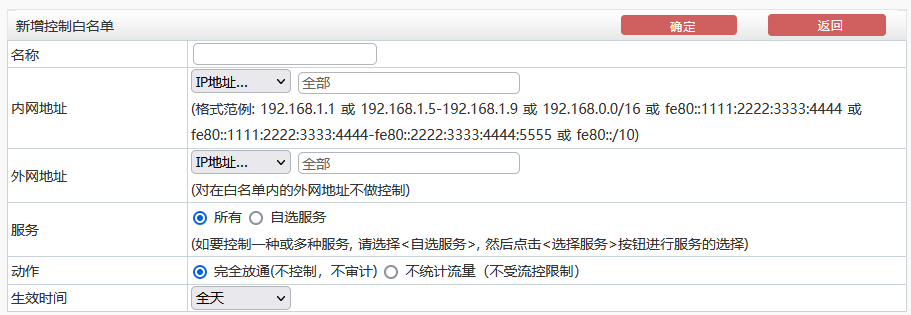 新增控制白名单 确定 返回
名称
内网地址 IP地址... 全部
(格式范例: 192.168.1.1 或 192.168.1.5-192.168.1.9 或 192.168.0.0/16 或 fe80::1111:2222:3333:4444 或
fe80::1111:2222:3333:4444-fe80::2222:3333:4444:5555 或 fe80::/10)
外网地址 IP地址... 全部
(对在白名单内的外网地址不做控制)
服务 所有 自选服务
(如要控制一种或多种服务, 请选择<自选服务>, 然后点击<选择服务>按钮进行服务的选择)
动作 完全放通(不控制，不审计) 不统计流量（不受流控限制）
生效时间 全天